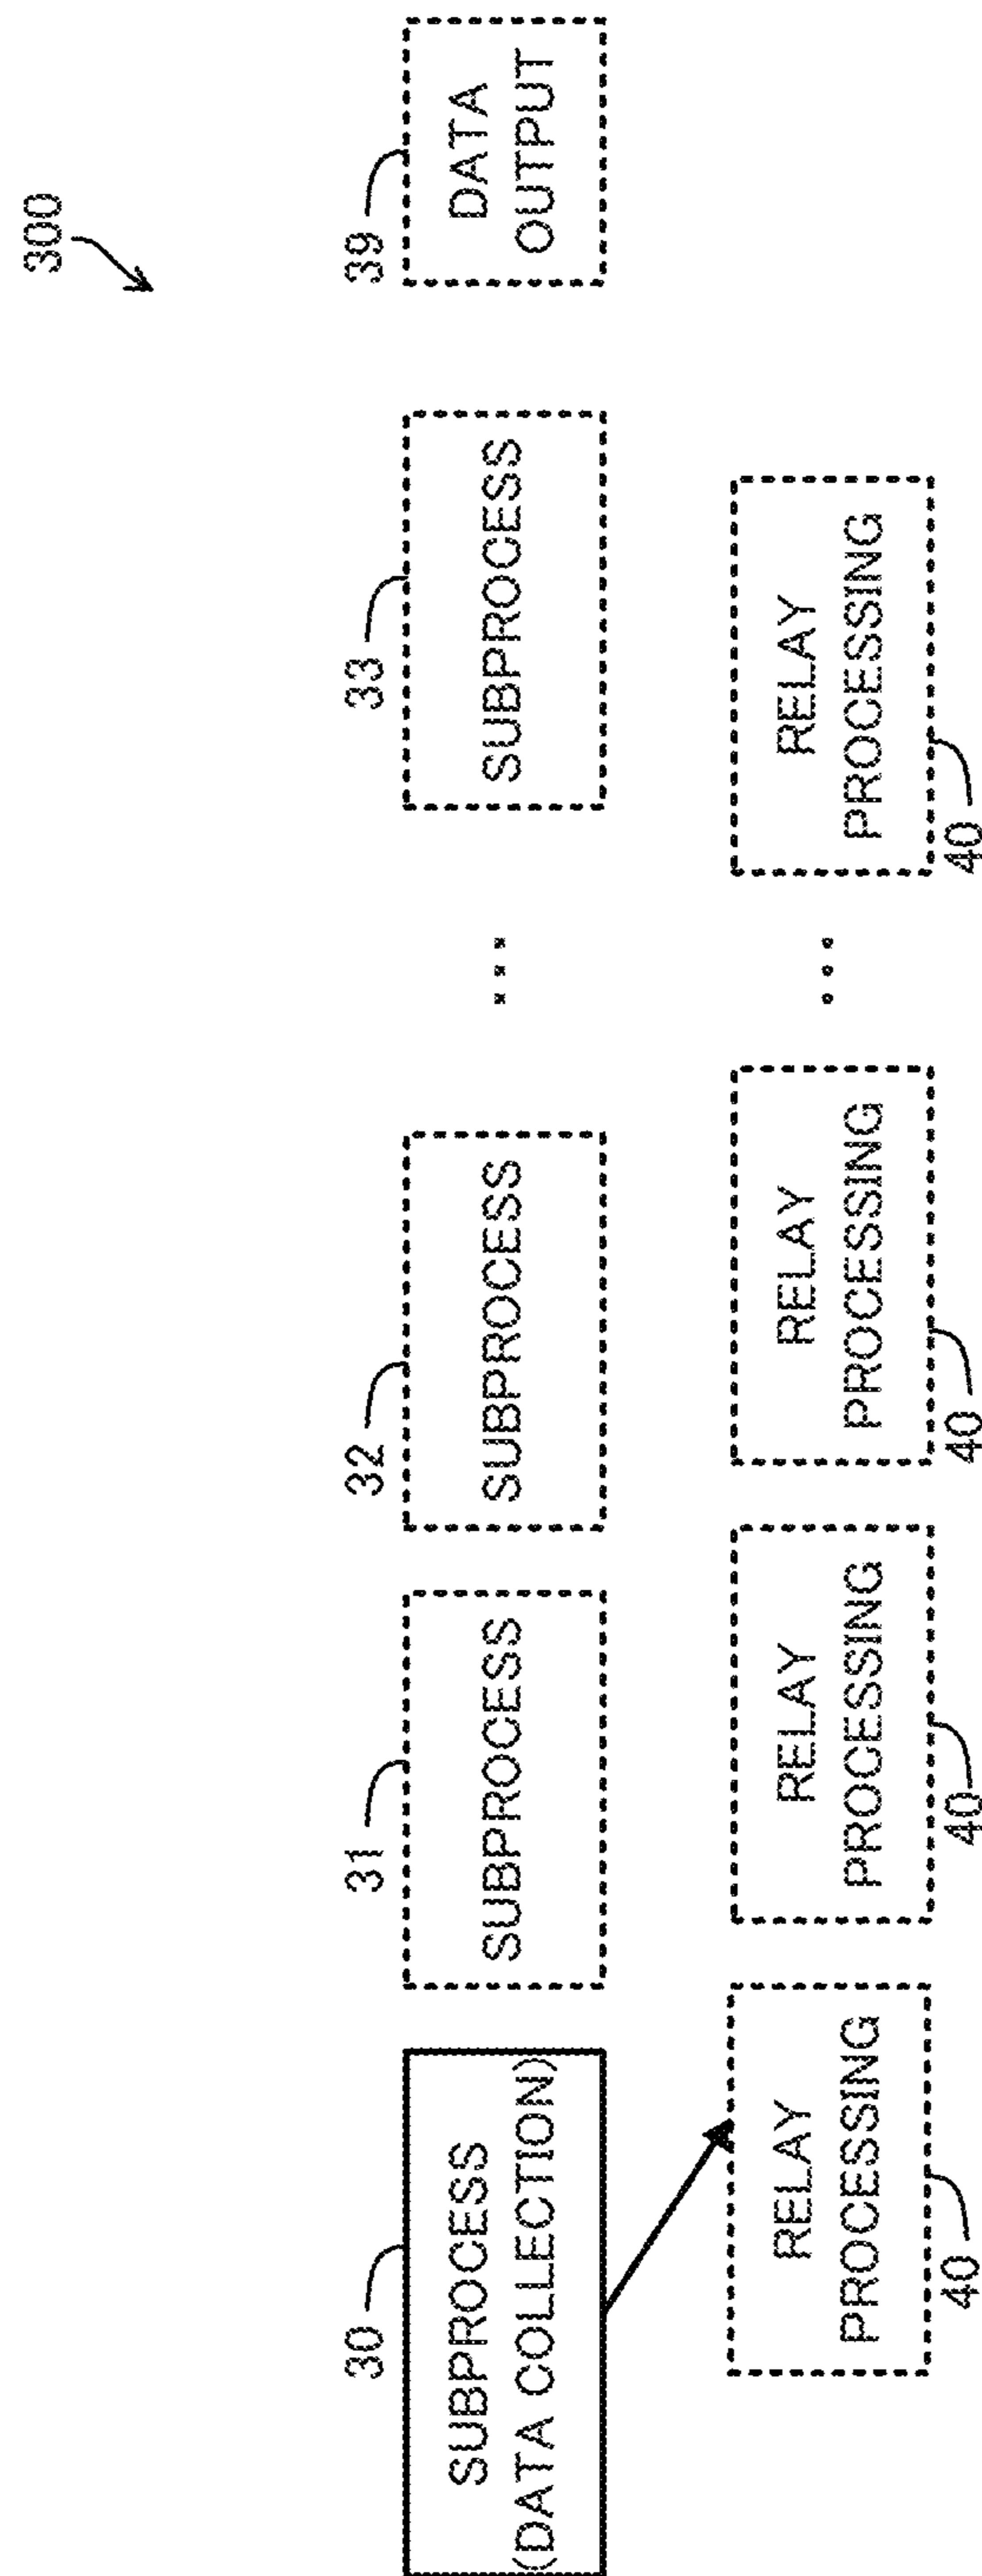 300
30
SUBPROCESS
(DATA COLLECTION)
31
SUBPROCESS
32
SUBPROCESS
...
33
SUBPROCESS
39
DATA
OUTPUT
RELAY
PROCESSING
40
RELAY
PROCESSING
40
RELAY
PROCESSING
40
...
RELAY
PROCESSING
40